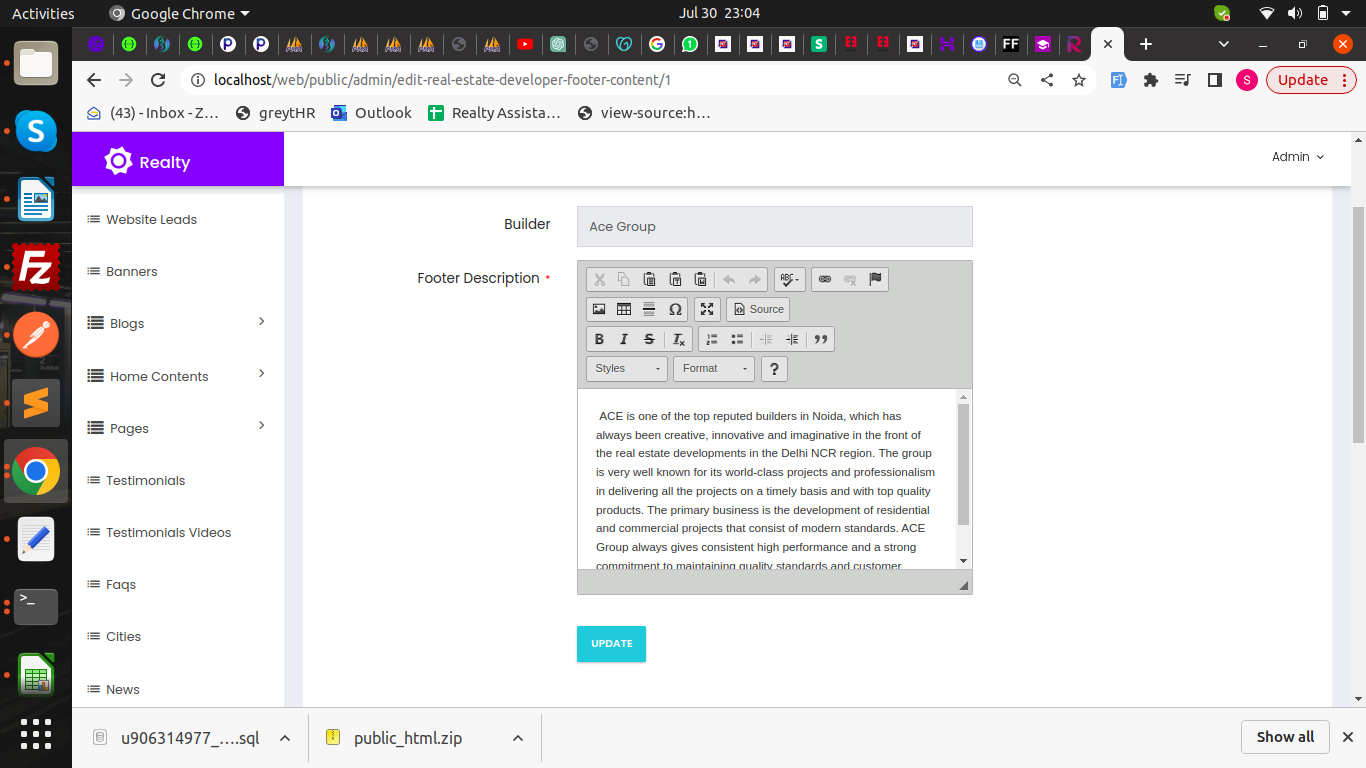 Activities
Google Chrome
Jul 30 23:04
localhost/web/public/admin/edit-real-estate-developer-footer-content/1
Update
(43) - Inbox - Z…
greytHR
Outlook
Realty Assista…
view-source:h…
Realty
Admin
Website Leads
Banners
Blogs
Home Contents
Pages
Testimonials
Testimonials Videos
Faqs
Cities
News
Builder
Ace Group
Footer Description *
ABC
Source
B I S Ix
Styles
Format
?
ACE is one of the top reputed builders in Noida, which has
always been creative, innovative and imaginative in the front of
the real estate developments in the Delhi NCR region. The group
is very well known for its world-class projects and professionalism
in delivering all the projects on a timely basis and with top quality
products. The primary business is the development of residential
and commercial projects that consist of modern standards. ACE
Group always gives consistent high performance and a strong
commitment to maintaining quality standards and customer
UPDATE
u906314977_….sql
public_html.zip
Show all